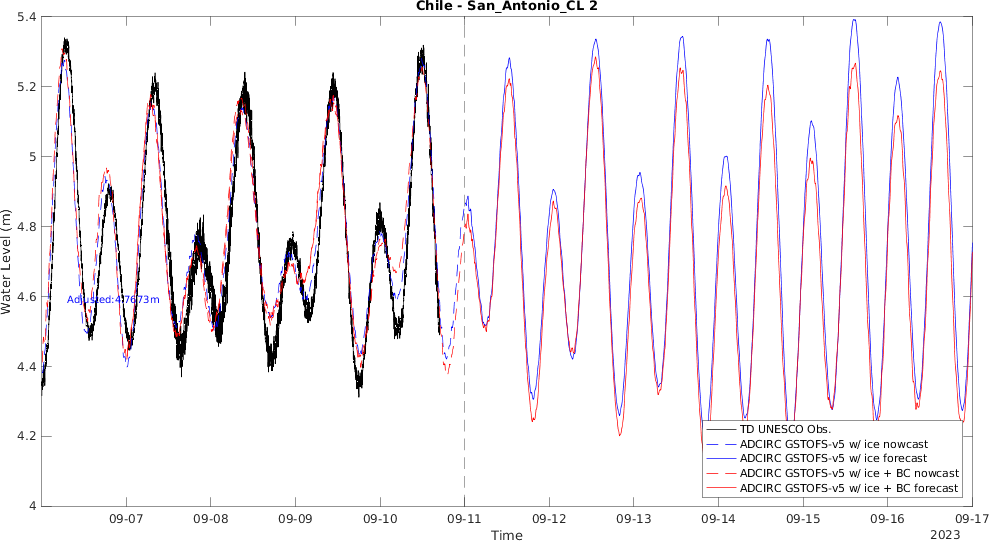 Chile - San_Antonio_CL 2
5.4
5.2
5
4.8
4.6
4.4
4.2
4
Water Level (m)
Adjusted:4.7673m
TD UNESCO Obs.
ADCIRC GSTOFS-v5 w/ ice nowcast
ADCIRC GSTOFS-v5 w/ ice forecast
ADCIRC GSTOFS-v5 w/ ice + BC nowcast
ADCIRC GSTOFS-v5 w/ ice + BC forecast
09-07 09-08 09-09 09-10 09-11 09-12 09-13 09-14 09-15 09-16 09-17
Time
2023